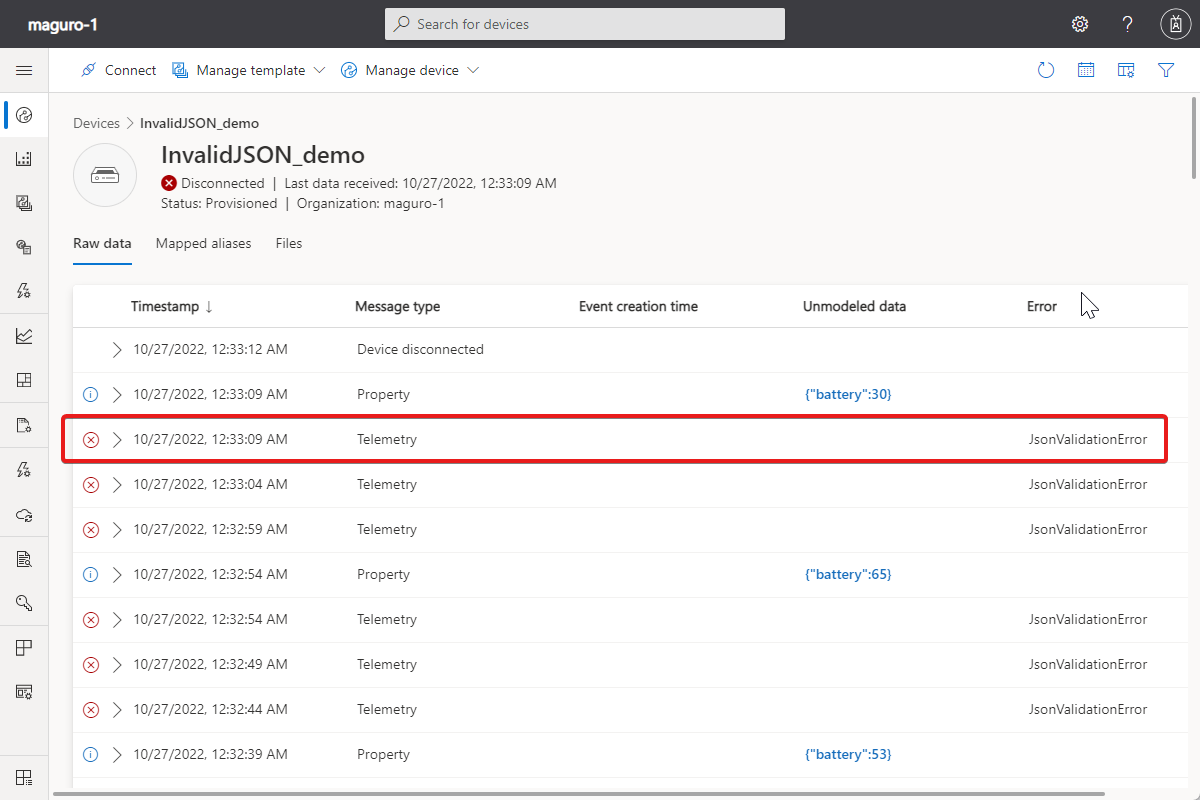 maguro-1
Search for devices
?
Connect Manage template Manage device
Devices > InvalidJSON_demo
InvalidJSON_demo
Disconnected | Last data received: 10/27/2022, 12:33:09 AM
Status: Provisioned | Organization: maguro-1
Raw data Mapped aliases Files
Timestamp ↓ Message type Event creation time Unmodeled data Error
10/27/2022, 12:33:12 AM Device disconnected
10/27/2022, 12:33:09 AM Property {"battery":30}
10/27/2022, 12:33:09 AM Telemetry JsonValidationError
10/27/2022, 12:33:04 AM Telemetry JsonValidationError
10/27/2022, 12:32:59 AM Telemetry JsonValidationError
10/27/2022, 12:32:54 AM Property {"battery":65}
10/27/2022, 12:32:54 AM Telemetry JsonValidationError
10/27/2022, 12:32:49 AM Telemetry JsonValidationError
10/27/2022, 12:32:44 AM Telemetry JsonValidationError
10/27/2022, 12:32:39 AM Property {"battery":53}